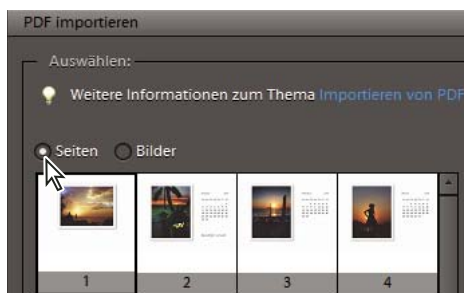 PDF importieren
Auswählen:
Weitere Informationen zum Thema Importieren von PDF
Seiten Bilder
1 2 3 4